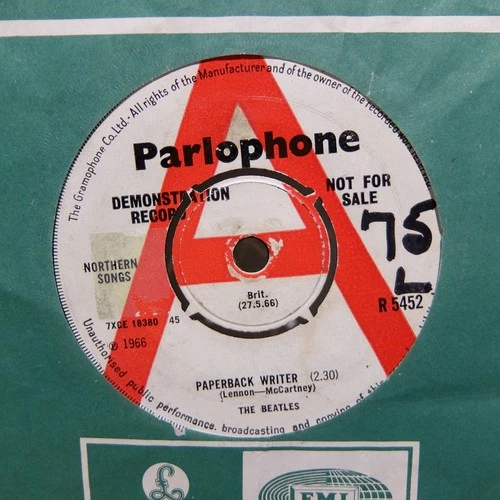 The Gramophone Co. Ltd. · All rights of the Manufacturer and of the owner of the recorded work
Parlophone
DEMONSTRATION
RECORD
NOT FOR
SALE
75
L
NORTHERN
SONGS
Brit.
(27.5.66)
R 5452
7XCE 18380 45
℗ 1966
PAPERBACK WRITER (2.30)
(Lennon—McCartney)
THE BEATLES
Unauthorised public performance, broadcasting and copying of this
£
EMI